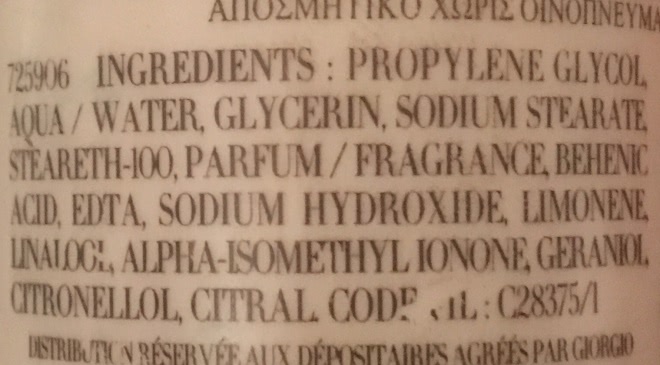 ΑΠΟΣΜΗΤΙΚΟ ΧΩΡΙΣ ΟΙΝΟΠΝΕΥΜΑ
725906 INGREDIENTS : PROPYLENE GLYCOL,
AQUA / WATER, GLYCERIN, SODIUM STEARATE,
STEARETH-100, PARFUM / FRAGRANCE, BEHENIC
ACID, EDTA, SODIUM HYDROXIDE, LIMONENE,
LINALOOL, ALPHA-ISOMETHYL IONONE, GERANIOL,
CITRONELLOL, CITRAL CODE : C28375/1
DISTRIBUTION RÉSERVÉE AUX DÉPOSITAIRES AGRÉÉS PAR GIORGIO